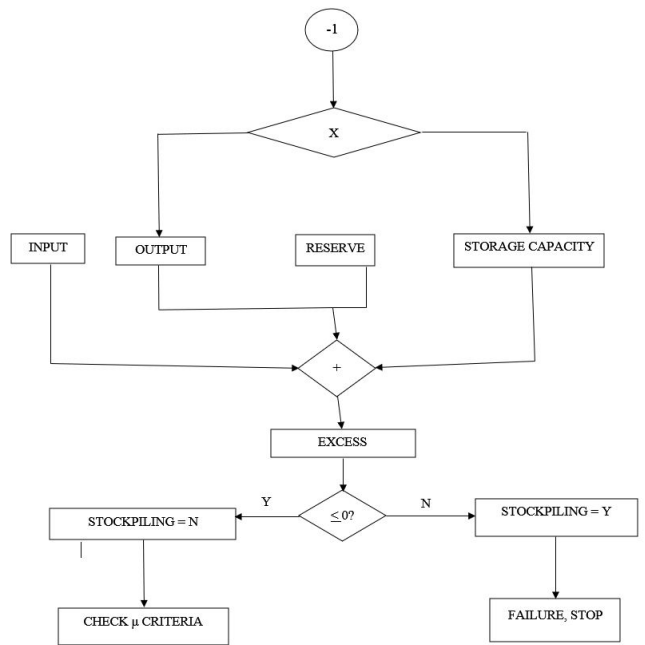 -1
X
INPUT
OUTPUT
RESERVE
STORAGE CAPACITY
+
EXCESS
Y
≤ 0?
N
STOCKPILING = N
STOCKPILING = Y
CHECK µ CRITERIA
FAILURE, STOP